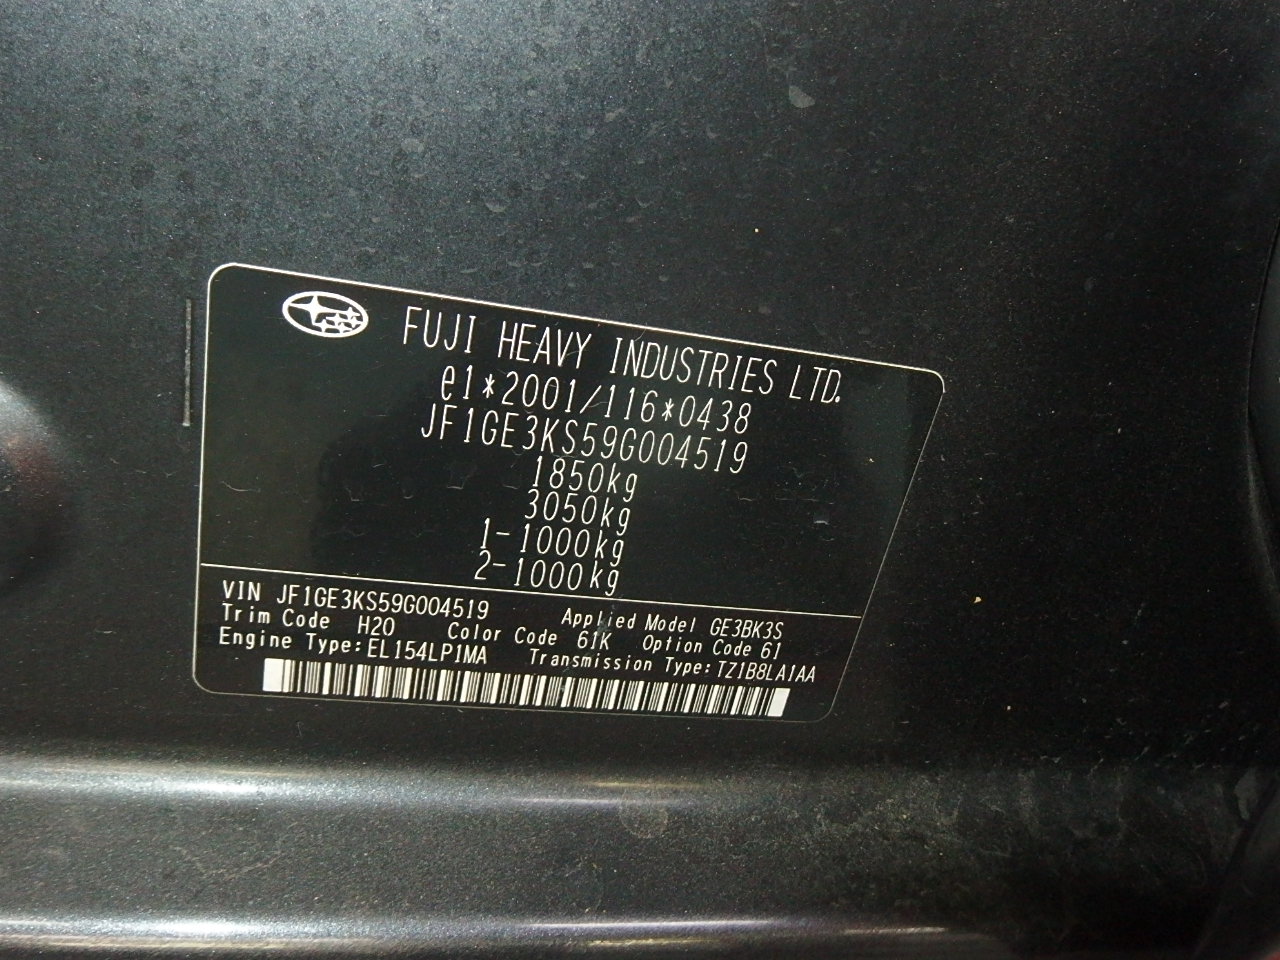 FUJI HEAVY INDUSTRIES LTD.
e1*2001/116*0438
JF1GE3KS59G004519
1850kg
3050kg
1-1000kg
2-1000kg
VIN JF1GE3KS59G004519 Applied Model GE3BK3S
Trim Code H20 Color Code 61K Option Code 61
Engine Type:EL154LP1MA Transmission Type:TZ1B8LA1AA